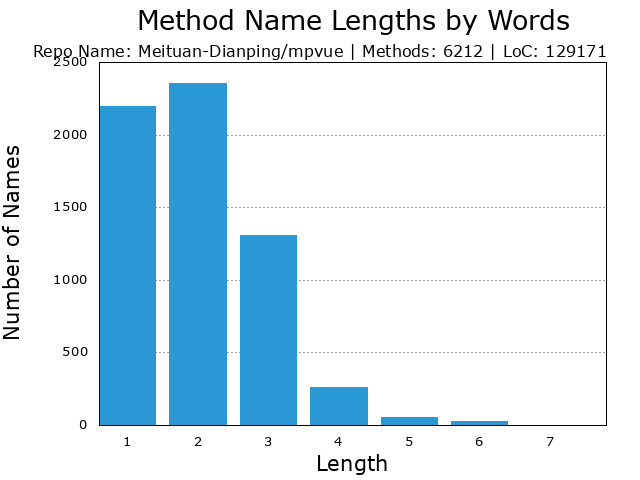 Method Name Lengths by Words
Repo Name: Meituan-Dianping/mpvue | Methods: 6212 | LoC: 129171
2500
2000
1500
1000
500
0
Number of Names
1 2 3 4 5 6 7
Length